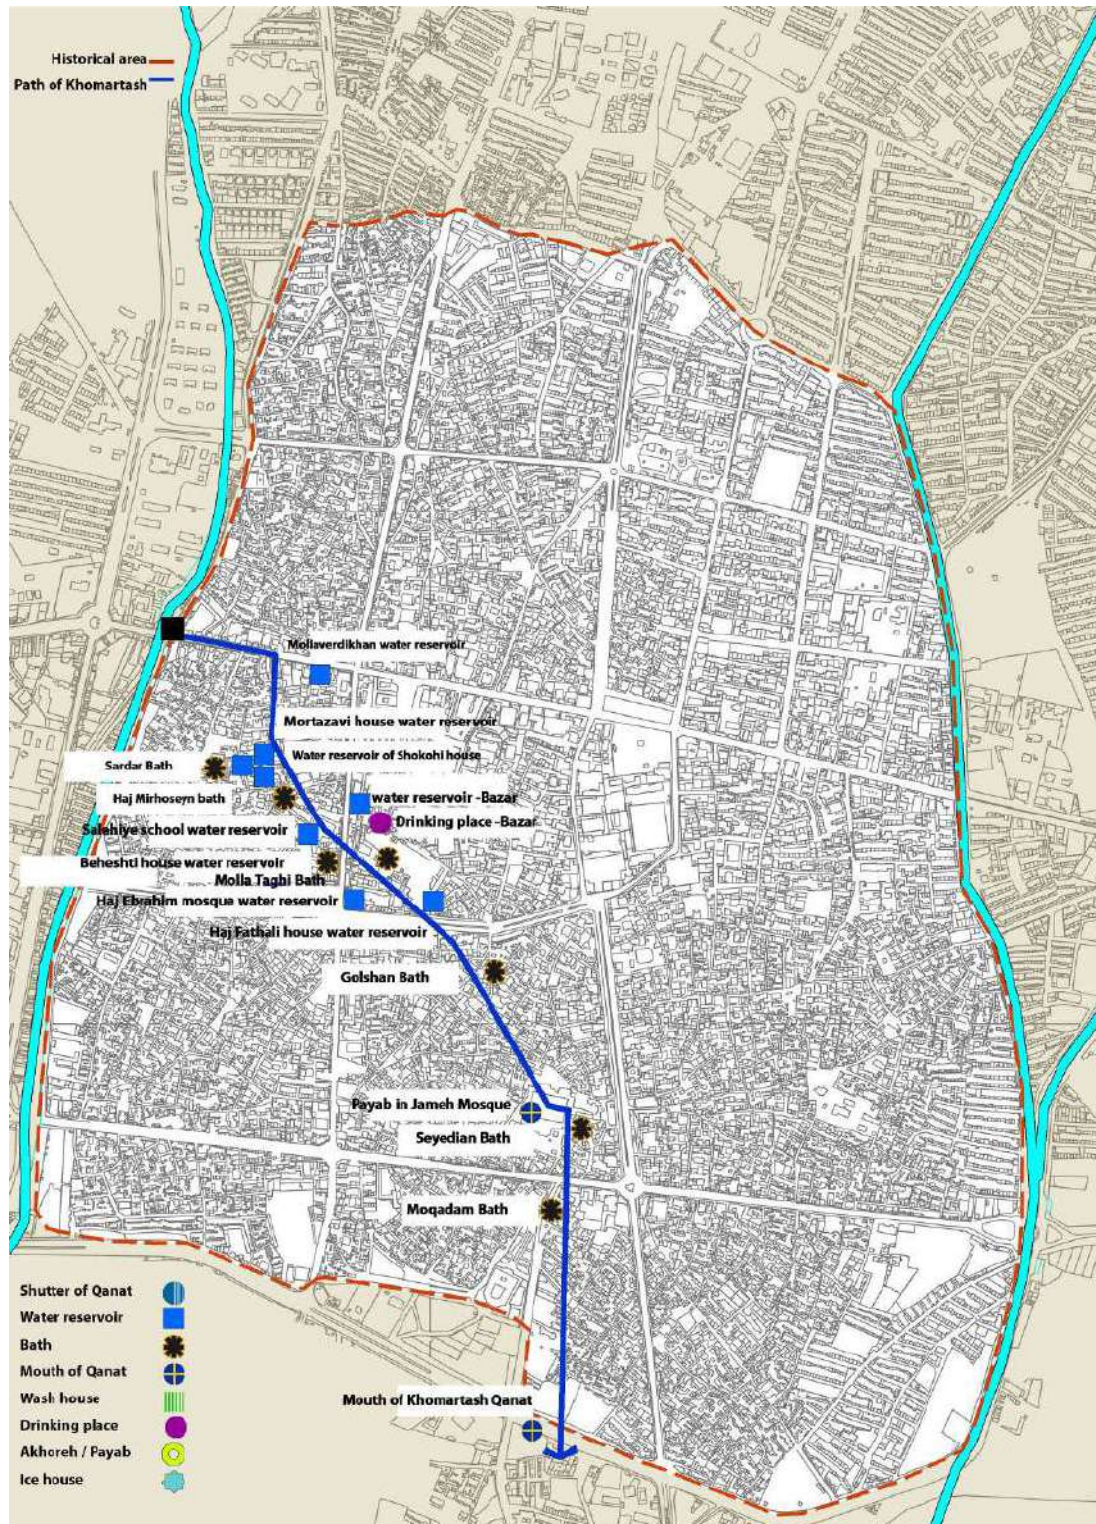 Historical area
Path of Khomartash
Mollaverdikhan water reservoir
Mortazavi house water reservoir
Water reservoir of Shokohi house
Sardar Bath
Haj Mirhoseyn bath
water reservoir -Bazar
Drinking place -Bazar
Salehiye school water reservoir
Beheshti house water reservoir
Molla Taghi Bath
Haj Ebrahim mosque water reservoir
Haj Fathali house water reservoir
Golshan Bath
Payab in Jameh Mosque
Seyedian Bath
Moqadam Bath
Mouth of Khomartash Qanat
Shutter of Qanat
Water reservoir
Bath
Mouth of Qanat
Wash house
Drinking place
Akhoreh / Payab
Ice house